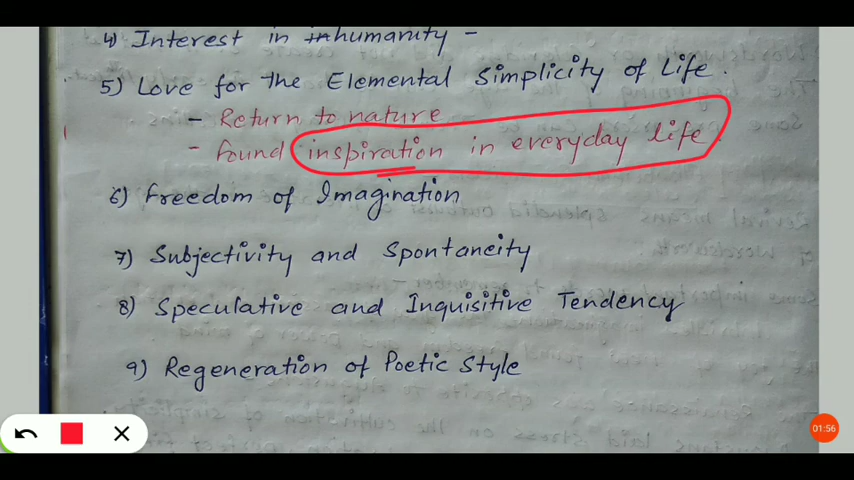 4) Interest in humanity -
5) Love for the Elemental Simplicity of Life.
- Return to nature
- Found inspiration in everyday life.
6) Freedom of Imagination
7) Subjectivity and Spontaneity
8) Speculative and Inquisitive Tendency
9) Regeneration of Poetic Style
01:56